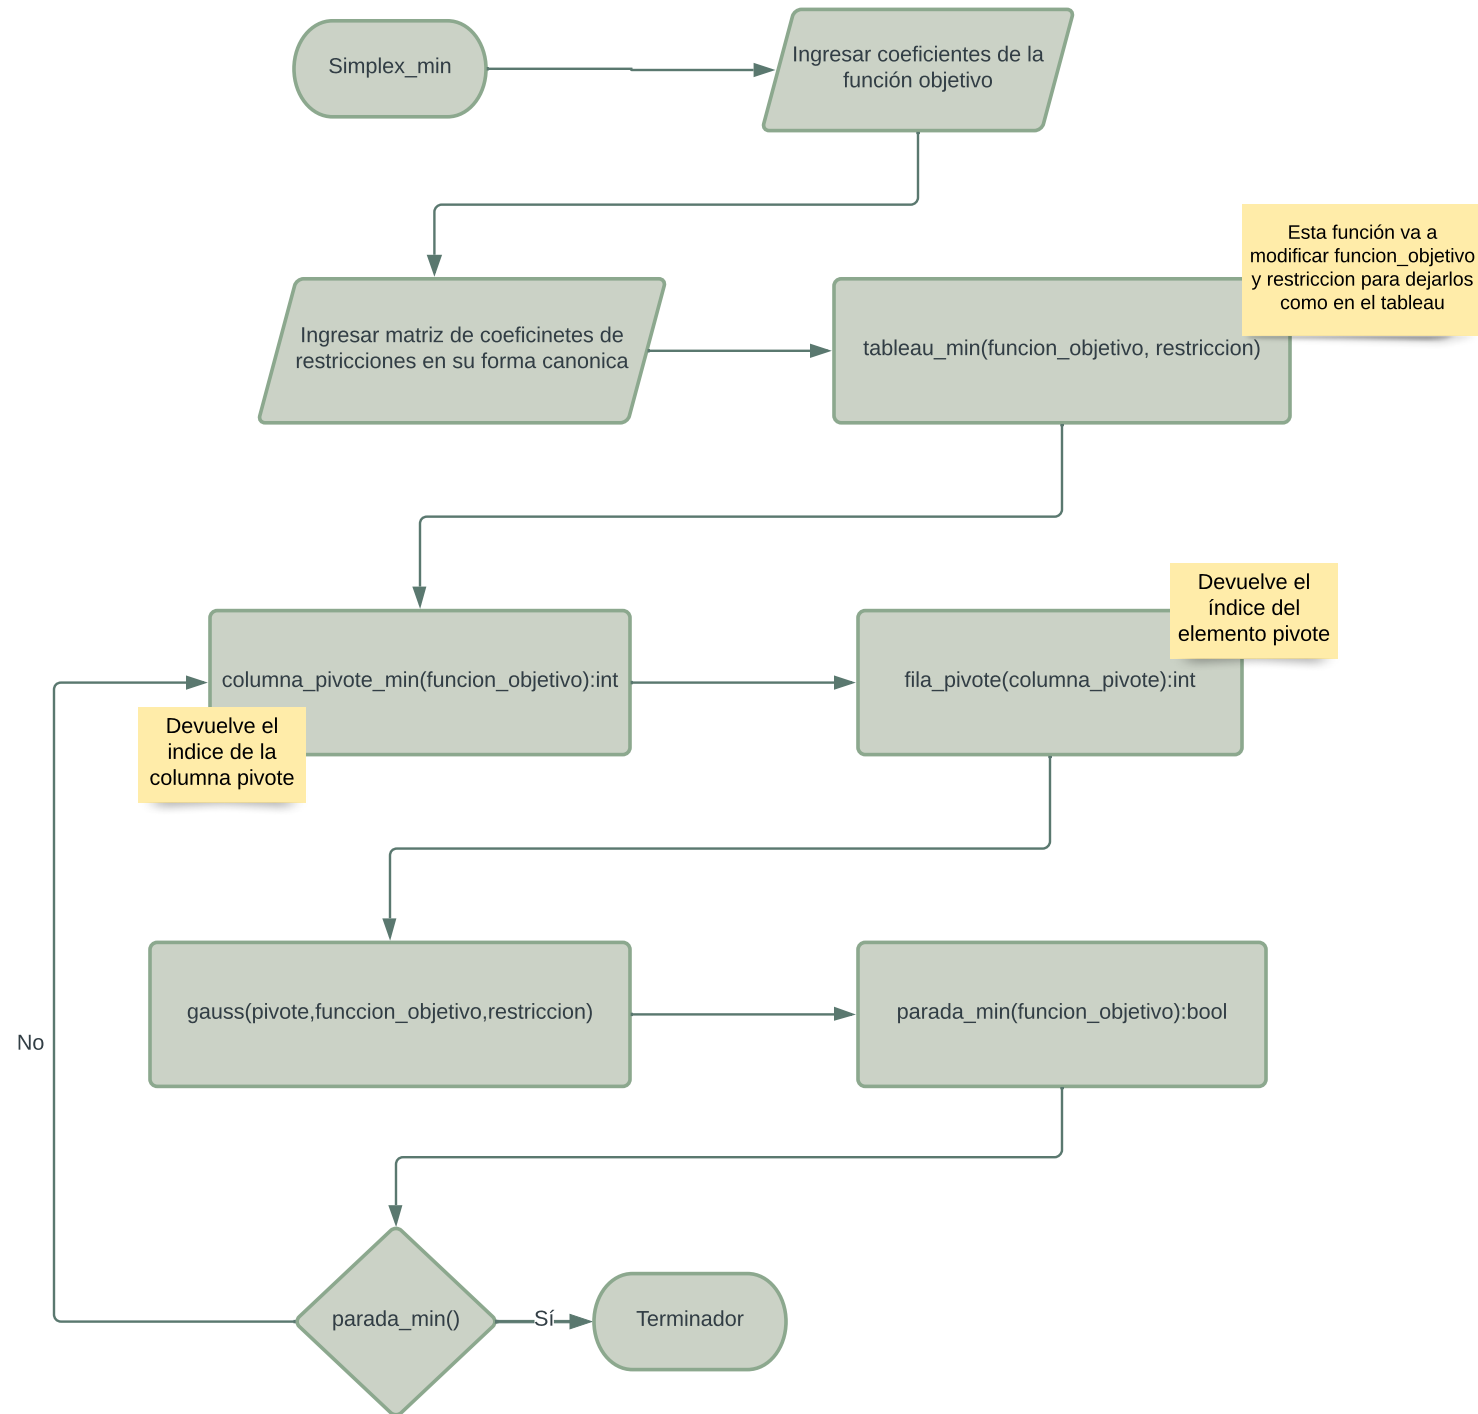 Simplex_min
Ingresar coeficientes de la
función objetivo
Esta función va a
modificar funcion_objetivo
y restriccion para dejarlos
como en el tableau
Ingresar matriz de coeficinetes de
restricciones en su forma canonica
tableau_min(funcion_objetivo, restriccion)
Devuelve el
índice del
elemento pivote
columna_pivote_min(funcion_objetivo):int
fila_pivote(columna_pivote):int
Devuelve el
indice de la
columna pivote
gauss(pivote,funccion_objetivo,restriccion)
parada_min(funcion_objetivo):bool
No
parada_min()
Sí
Terminador